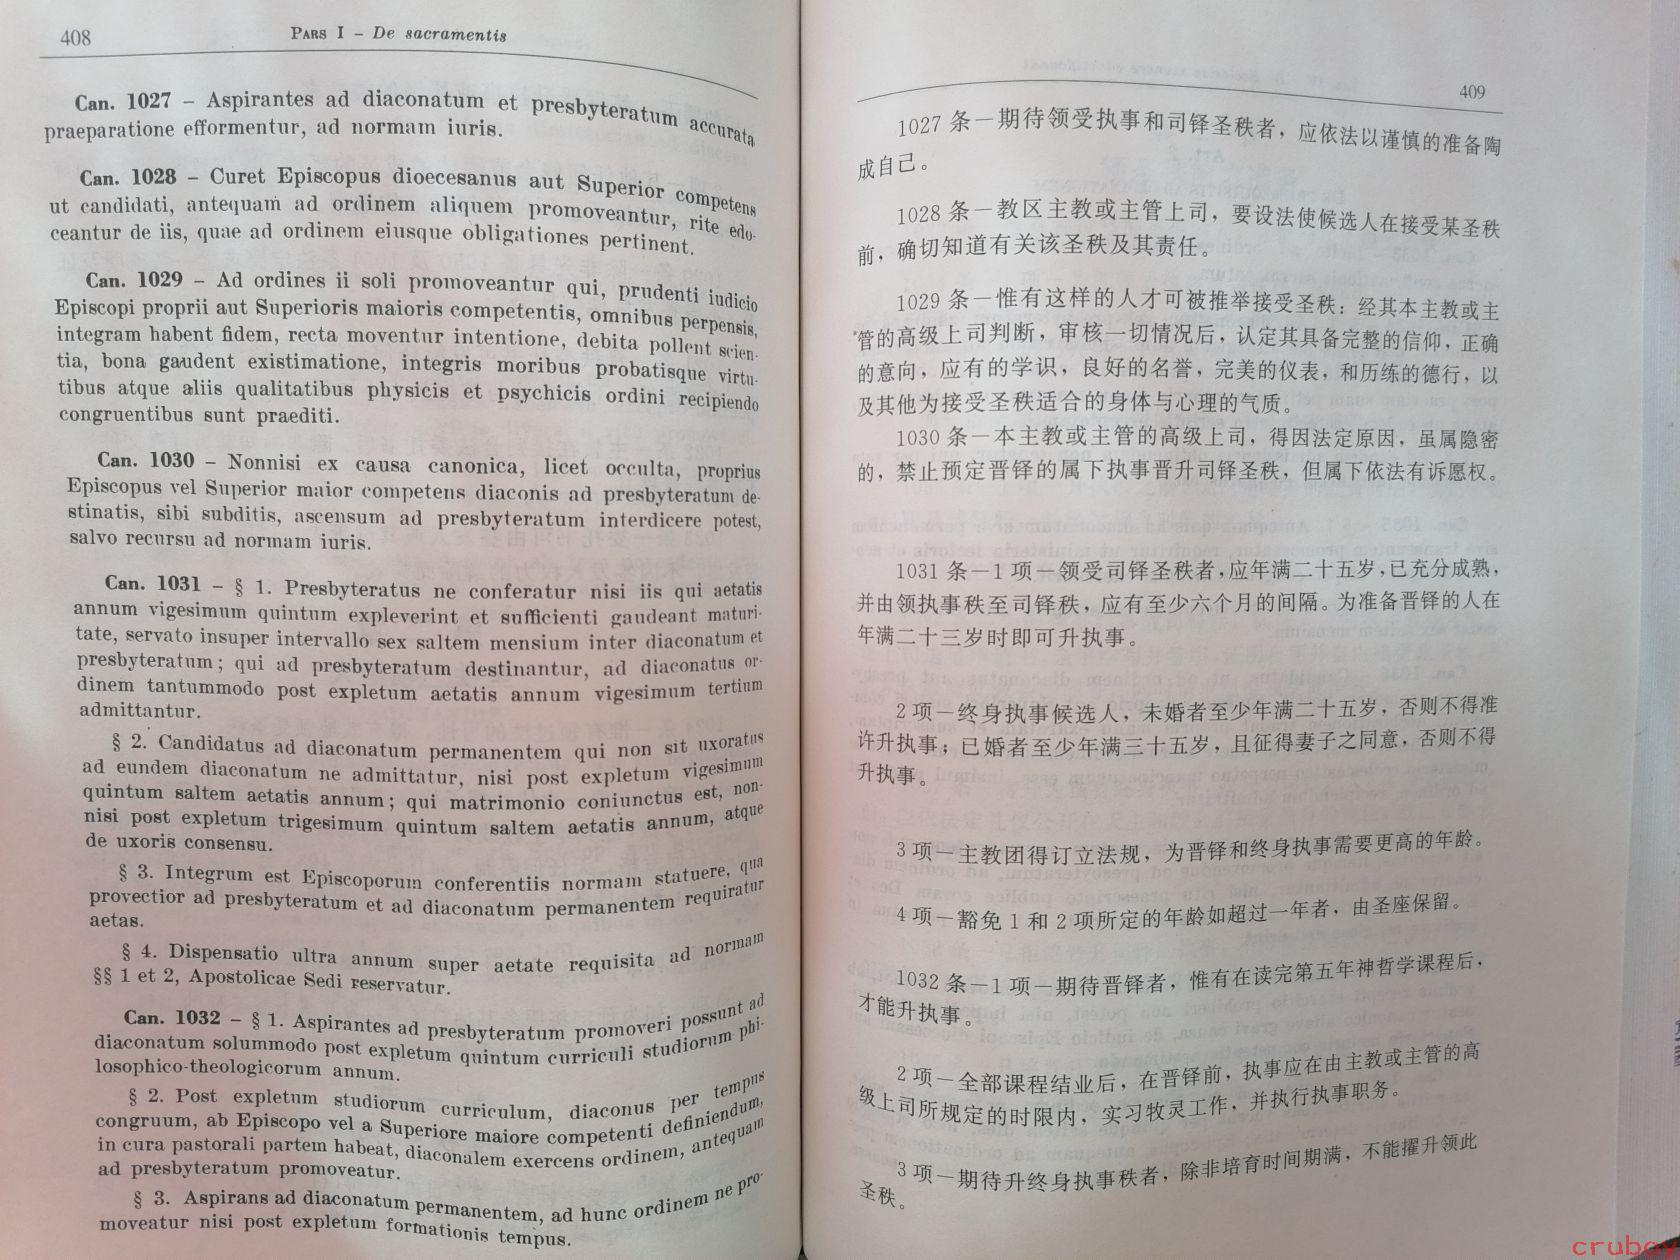 408
PARS I – De sacramentis
Can. 1027 – Aspirantes ad diaconatum et presbyteratum accurata
praeparatione efformentur, ad normam iuris.
Can. 1028 – Curet Episcopus dioecesanus aut Superior competens
ut candidati, antequam ad ordinem aliquem promoveantur, rite edo-
ceantur de iis, quae ad ordinem eiusque obligationes pertinent.
Can. 1029 – Ad ordines ii soli promoveantur qui, prudenti iudicio
Episcopi proprii aut Superioris maioris competentis, omnibus perpensis,
integram habent fidem, recta moventur intentione, debita pollent scien-
tia, bona gaudent existimatione, integris moribus probatisque virtu-
tibus atque aliis qualitatibus physicis et psychicis ordini recipiendo
congruentibus sunt praediti.
Can. 1030 – Nonnisi ex causa canonica, licet occulta, proprius
Episcopus vel Superior maior competens diaconis ad presbyteratum de-
stinatis, sibi subditis, ascensum ad presbyteratum interdicere potest,
salvo recursu ad normam iuris.
Can. 1031 – § 1. Presbyteratus ne conferatur nisi iis qui aetatis
annum vigesimum quintum expleverint et sufficienti gaudeant maturi-
tate, servato insuper intervallo sex saltem mensium inter diaconatum et
presbyteratum; qui ad presbyteratum destinantur, ad diaconatus or-
dinem tantummodo post expletum aetatis annum vigesimum tertium
admittantur.
§ 2. Candidatus ad diaconatum permanentem qui non sit uxoratus
ad eundem diaconatum ne admittatur, nisi post expletum vigesimum
quintum saltem aetatis annum; qui matrimonio coniunctus est, non-
nisi post expletum trigesimum quintum saltem aetatis annum, atque
de uxoris consensu.
§ 3. Integrum est Episcoporum conferentiis normam statuere, qua
provectior ad presbyteratum et ad diaconatum permanentem requiratur
aetas.
§ 4. Dispensatio ultra annum super aetate requisita ad normam
§§ 1 et 2, Apostolicae Sedi reservatur.
Can. 1032 – § 1. Aspirantes ad presbyteratum promoveri possunt ad
diaconatum solummodo post expletum quintum curriculi studiorum phi-
losophico-theologicorum annum.
§ 2. Post expletum studiorum curriculum, diaconus per tempus
congruum, ab Episcopo vel a Superiore maiore competenti definiendum,
in cura pastorali partem habeat, diaconalem exercens ordinem, antequam
ad presbyteratum promoveatur.
§ 3. Aspirans ad diaconatum permanentem, ad hunc ordinem ne pro-
moveatur nisi post expletum formationis tempus.
409
1027 条－期待领受执事和司铎圣秩者，应依法以谨慎的准备陶
成自己。
1028 条－教区主教或主管上司，要设法使候选人在接受某圣秩
前，确切知道有关该圣秩及其责任。
1029 条－惟有这样的人才可被推举接受圣秩：经其本主教或主
管的高级上司判断，审核一切情况后，认定其具备完整的信仰，正确
的意向，应有的学识，良好的名誉，完美的仪表，和历练的德行，以
及其他为接受圣秩适合的身体与心理的气质。
1030 条－本主教或主管的高级上司，得因法定原因，虽属隐密
的，禁止预定晋铎的属下执事晋升司铎圣秩，但属下依法有诉愿权。
1031 条－1 项－领受司铎圣秩者，应年满二十五岁，已充分成熟，
并由领执事秩至司铎秩，应有至少六个月的间隔。为准备晋铎的人在
年满二十三岁时即可升执事。
2 项－终身执事候选人，未婚者至少年满二十五岁，否则不得准
许升执事；已婚者至少年满三十五岁，且征得妻子之同意，否则不得
升执事。
3 项－主教团得订立法规，为晋铎和终身执事需要更高的年龄。
4 项－豁免 1 和 2 项所定的年龄如超过一年者，由圣座保留。
1032 条－1 项－期待晋铎者，惟有在读完第五年神哲学课程后，
才能升执事。
2 项－全部课程结业后，在晋铎前，执事应在由主教或主管的高
级上司所规定的时限内，实习牧灵工作，并执行执事职务。
3 项－期待升终身执事秩者，除非培育时间期满，不能擢升领此
圣秩。